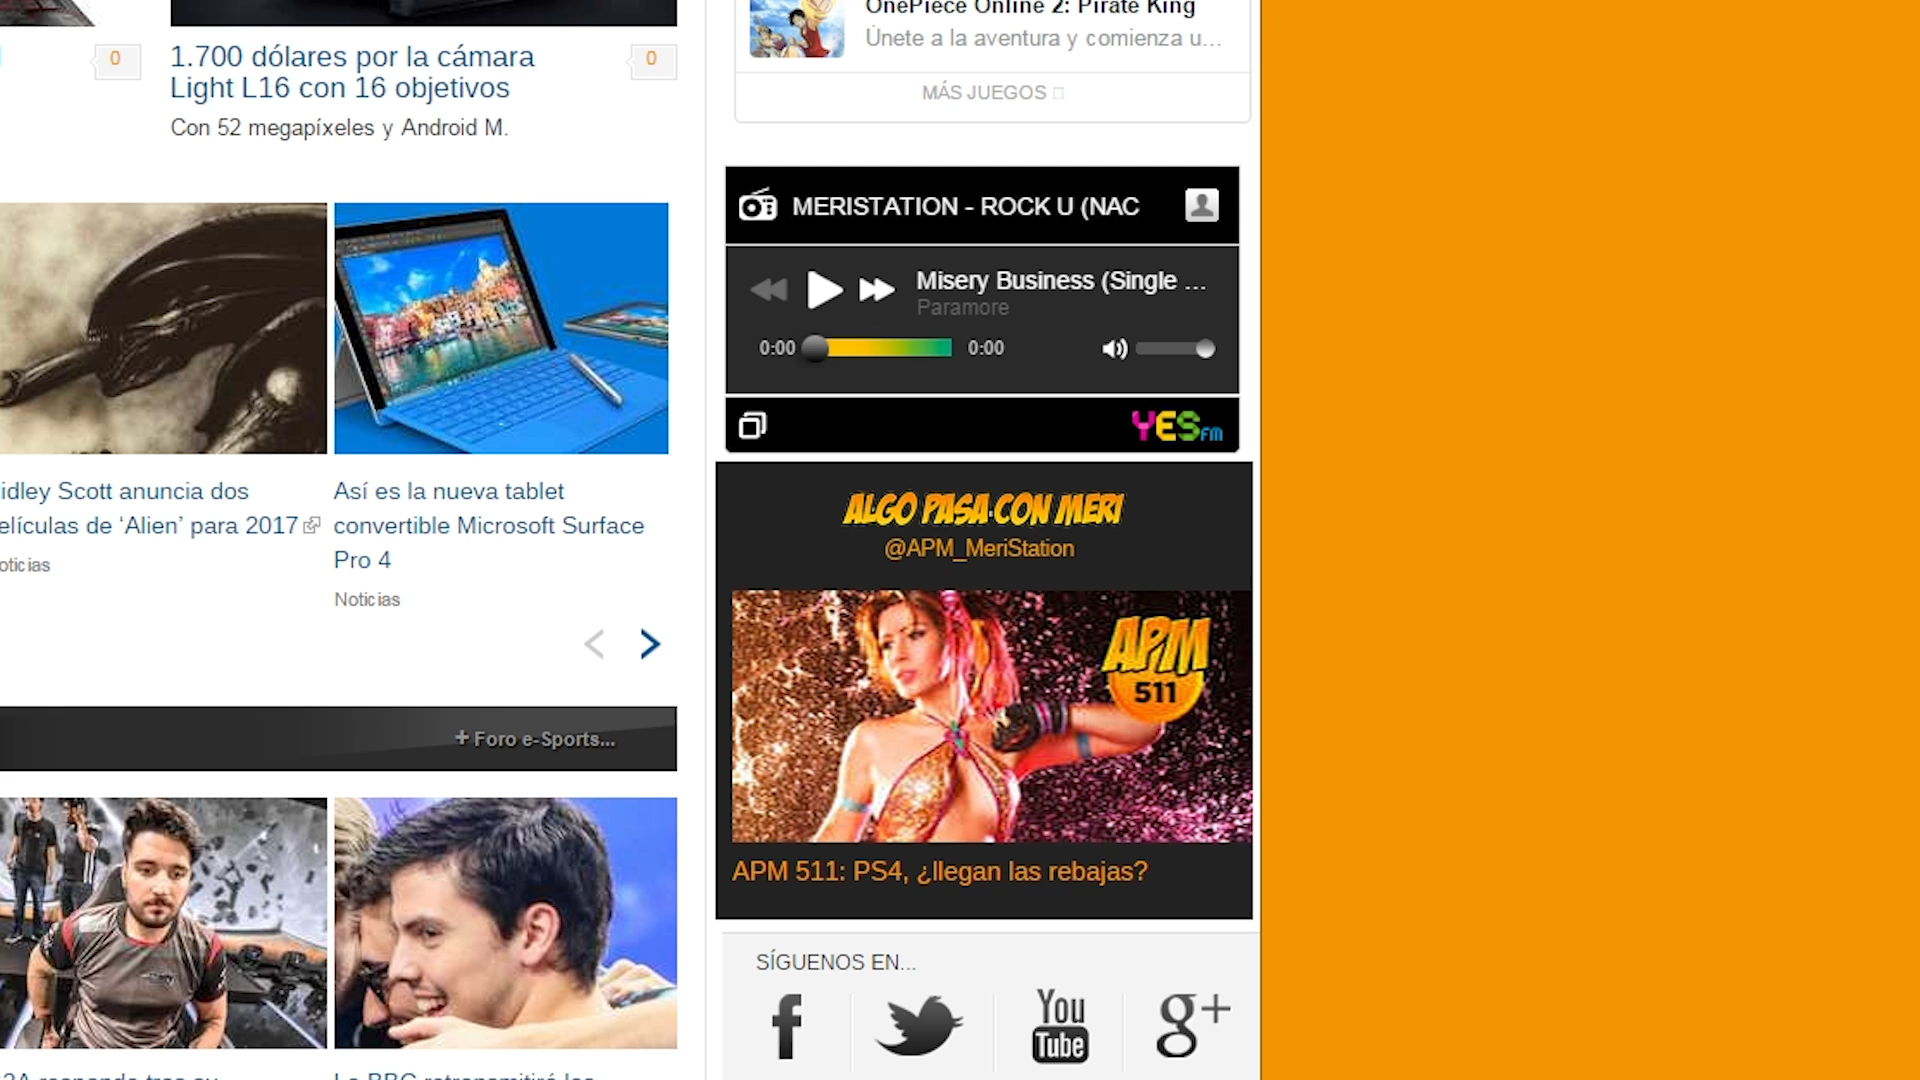 0
1.700 dólares por la cámara
Light L16 con 16 objetivos
0
Con 52 megapíxeles y Android M.
idley Scott anuncia dos
elículas de ‘Alien’ para 2017
oticias
Así es la nueva tablet
convertible Microsoft Surface
Pro 4
Noticias
+ Foro e-Sports...
OnePiece Online 2: Pirate King
Únete a la aventura y comienza u...
MÁS JUEGOS
MERISTATION - ROCK U (NAC
Misery Business (Single ...
Paramore
0:00
0:00
YES FM
ALGO PASA CON MERI
@APM_MeriStation
APM
511
APM 511: PS4, ¿llegan las rebajas?
SÍGUENOS EN...
f
You
Tube
g+